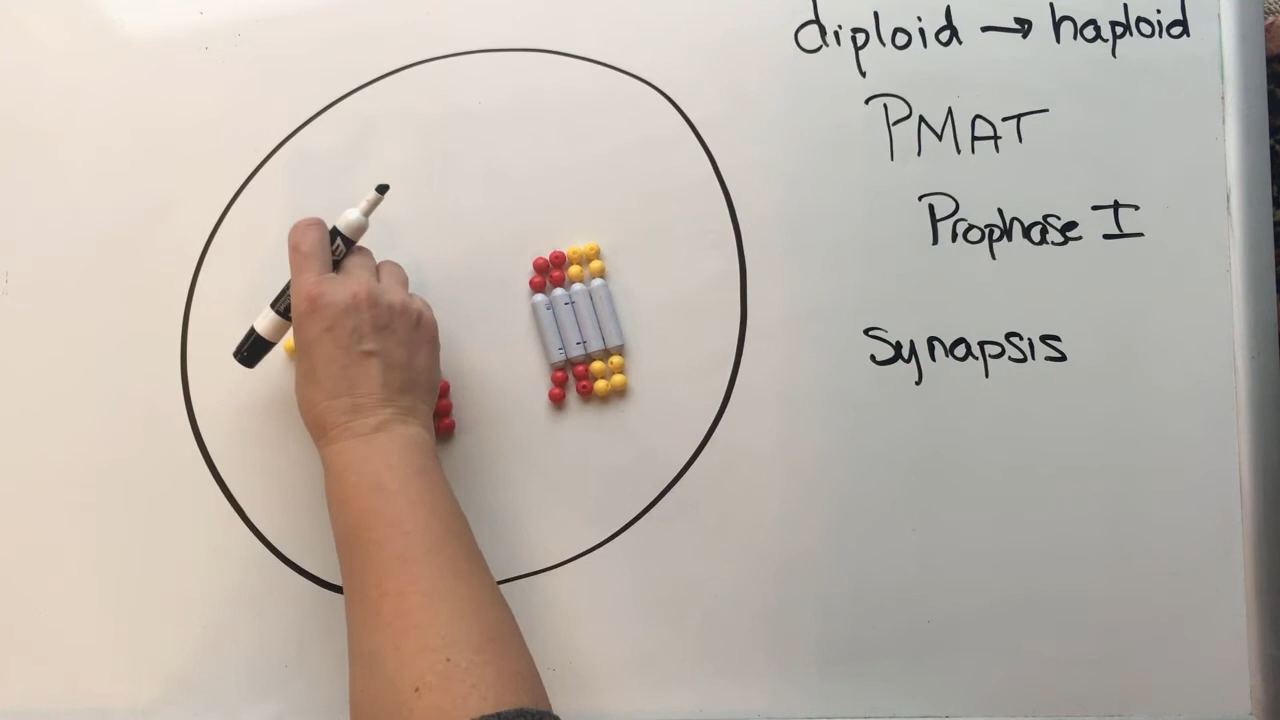 diploid → haploid
PMAT
Prophase I
Synapsis